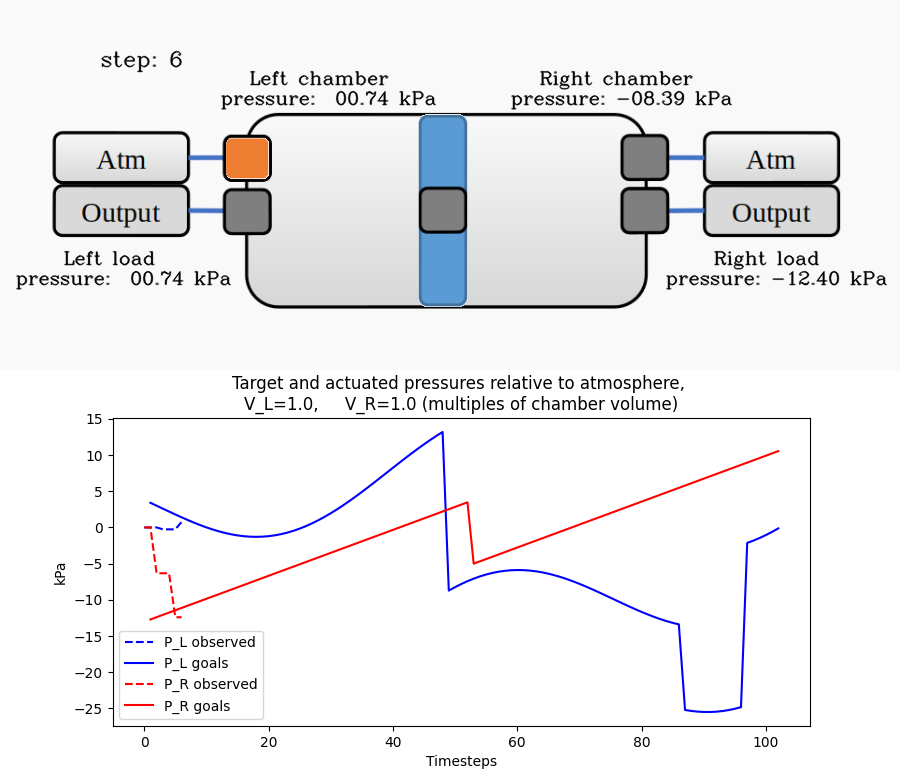 step: 6
Left chamber
pressure:  00.74 kPa
Right chamber
pressure: −08.39 kPa
Atm
Output
Atm
Output
Left load
pressure:  00.74 kPa
Right load
pressure: −12.40 kPa
Target and actuated pressures relative to atmosphere,
V_L=1.0,     V_R=1.0 (multiples of chamber volume)
15
10
5
0
−5
−10
−15
−20
−25
kPa
P_L observed
P_L goals
P_R observed
P_R goals
0 20 40 60 80 100
Timesteps